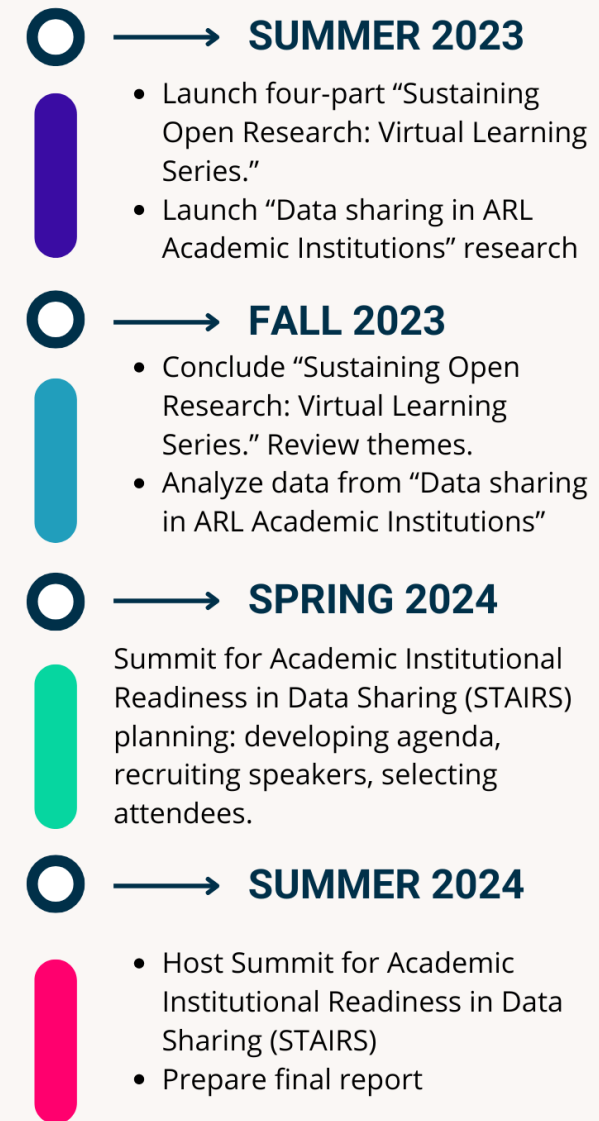 SUMMER 2023
• Launch four-part “Sustaining
Open Research: Virtual Learning
Series.”
• Launch “Data sharing in ARL
Academic Institutions” research
FALL 2023
• Conclude “Sustaining Open
Research: Virtual Learning
Series.” Review themes.
• Analyze data from “Data sharing
in ARL Academic Institutions”
SPRING 2024
Summit for Academic Institutional
Readiness in Data Sharing (STAIRS)
planning: developing agenda,
recruiting speakers, selecting
attendees.
SUMMER 2024
• Host Summit for Academic
Institutional Readiness in Data
Sharing (STAIRS)
• Prepare final report